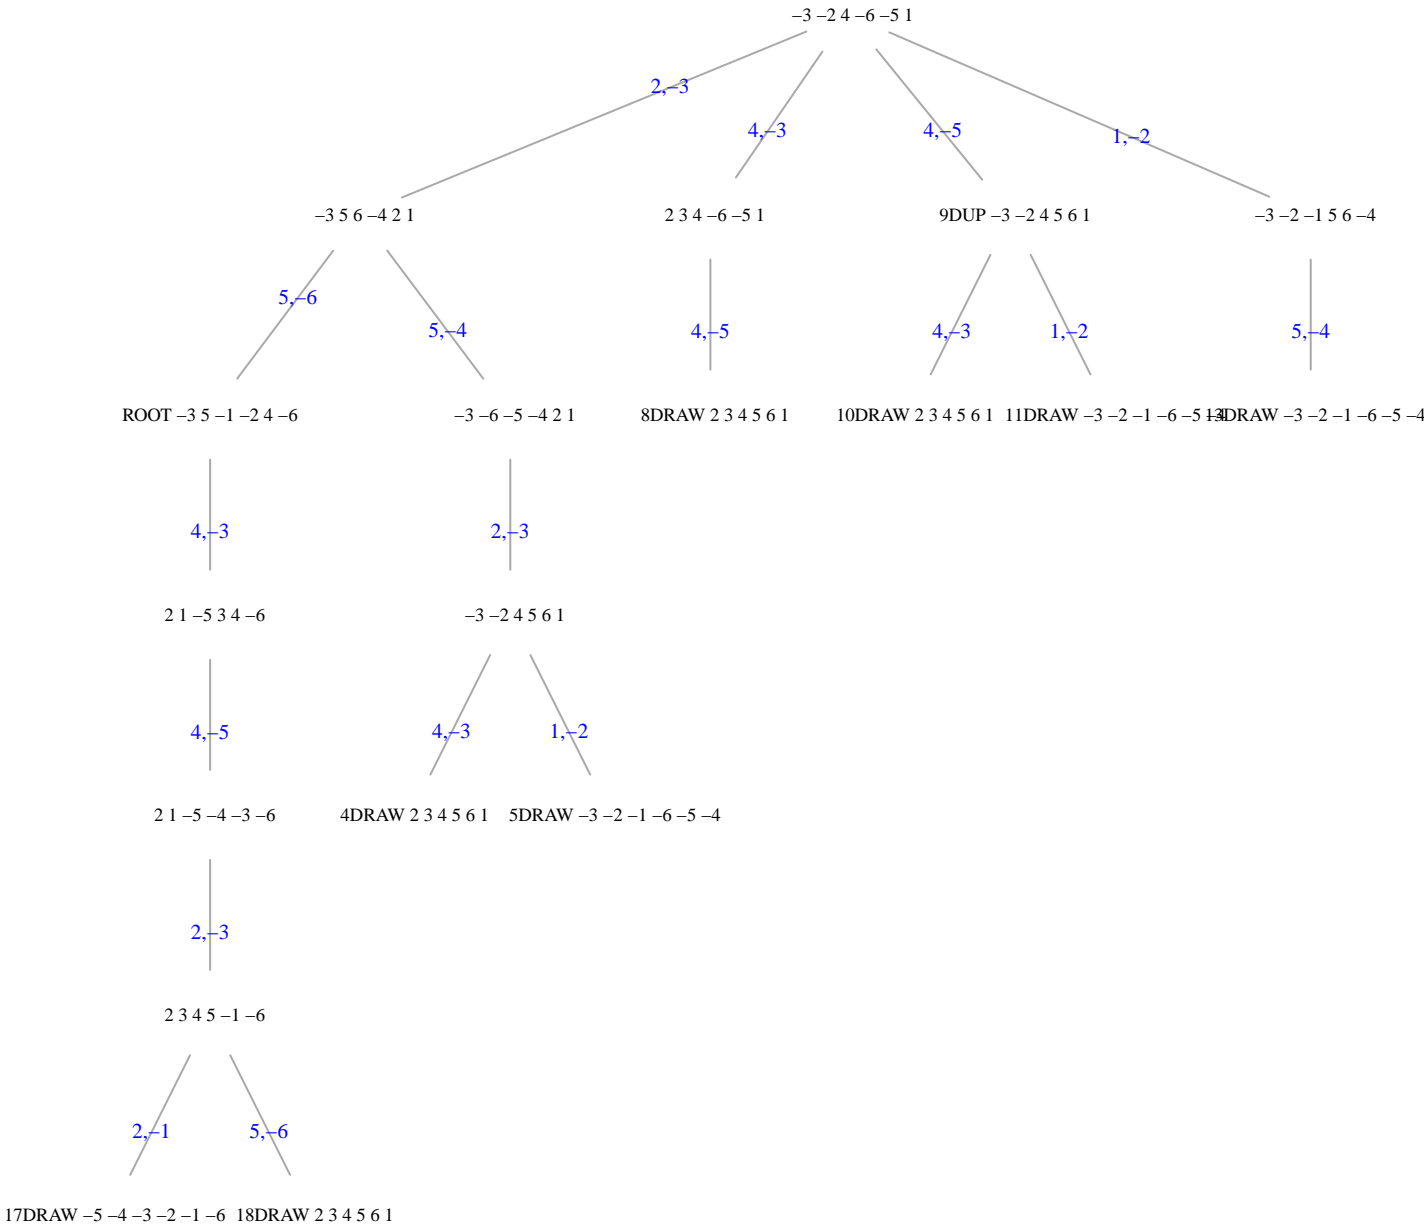 −3 −2 4 −6 −5 1
2,−3
4,−3
4,−5
1,−2
−3 5 6 −4 2 1
2 3 4 −6 −5 1
9DUP −3 −2 4 5 6 1
−3 −2 −1 5 6 −4
5,−6
5,−4
4,−5
4,−3
1,−2
5,−4
ROOT −3 5 −1 −2 4 −6
−3 −6 −5 −4 2 1
8DRAW 2 3 4 5 6 1
10DRAW 2 3 4 5 6 1
11DRAW −3 −2 −1 −6 −5 −4
13DRAW −3 −2 −1 −6 −5 −4
4,−3
2,−3
2 1 −5 3 4 −6
−3 −2 4 5 6 1
4,−5
4,−3
1,−2
2 1 −5 −4 −3 −6
4DRAW 2 3 4 5 6 1
5DRAW −3 −2 −1 −6 −5 −4
2,−3
2 3 4 5 −1 −6
2,−1
5,−6
17DRAW −5 −4 −3 −2 −1 −6
18DRAW 2 3 4 5 6 1